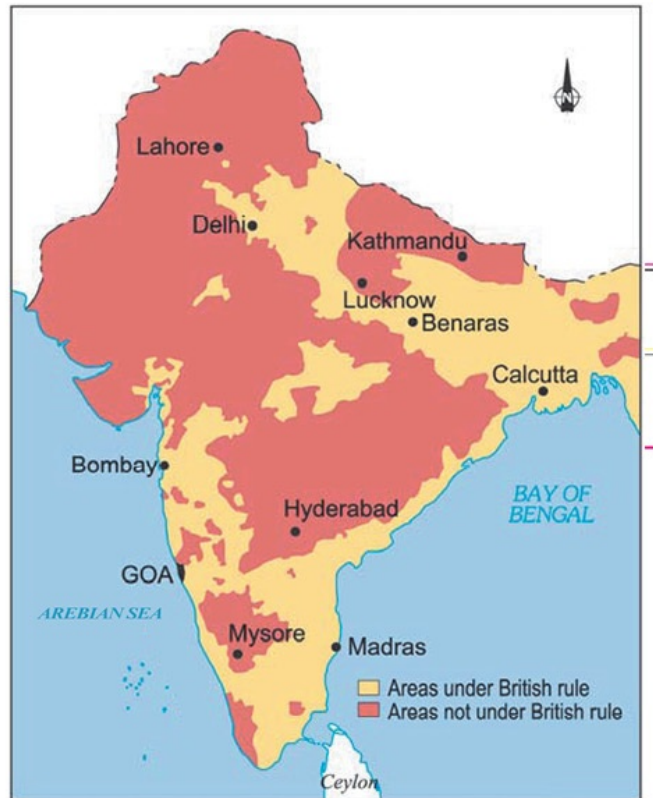 N
Lahore
Delhi
Kathmandu
Lucknow
Benaras
Calcutta
Bombay
Hyderabad
BAY OF
BENGAL
GOA
AREBIAN SEA
Mysore
Madras
Areas under British rule
Areas not under British rule
Ceylon